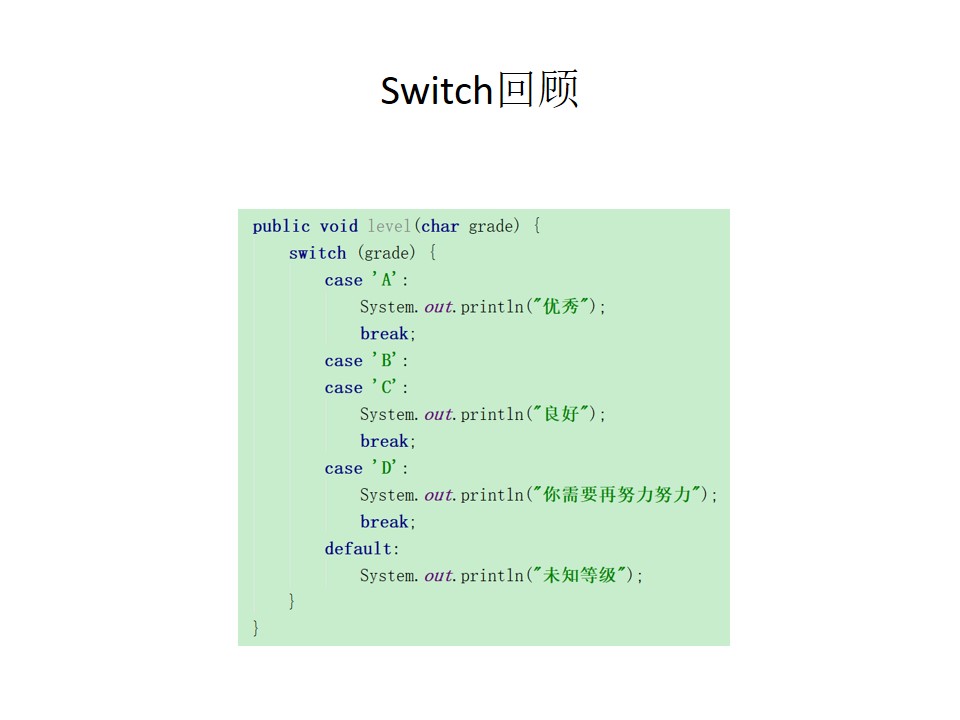 Switch回顾
public void level(char grade) {
    switch (grade) {
        case 'A':
            System.out.println("优秀");
            break;
        case 'B':
        case 'C':
            System.out.println("良好");
            break;
        case 'D':
            System.out.println("你需要再努力努力");
            break;
        default:
            System.out.println("未知等级");
    }
}